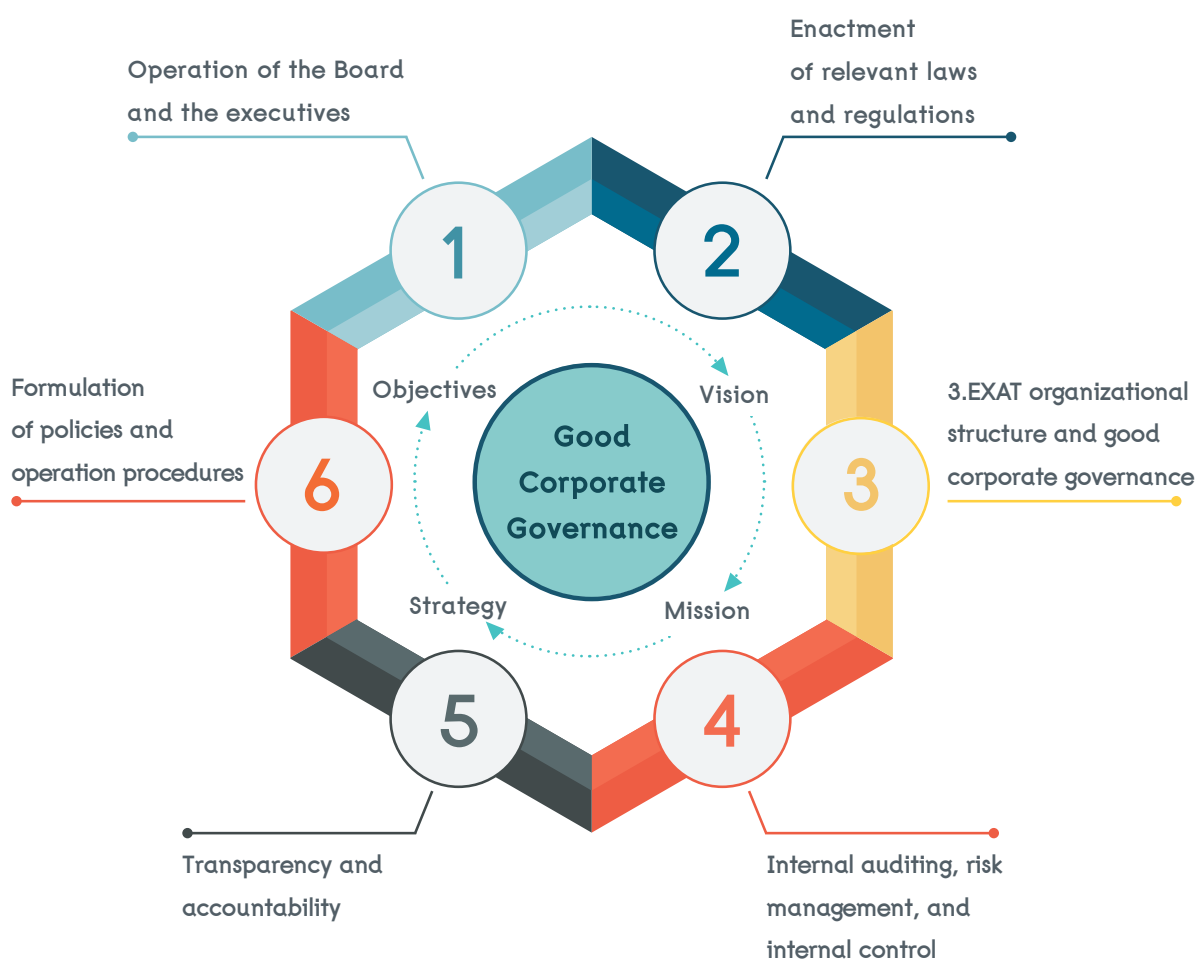 Operation of the Board
and the executives
Enactment
of relevant laws
and regulations
1
2
Formulation
of policies and
operation procedures
6
Objectives
Vision
Good
Corporate
Governance
Strategy
Mission
3
3.EXAT organizational
structure and good
corporate governance
5
4
Transparency and
accountability
Internal auditing, risk
management, and
internal control